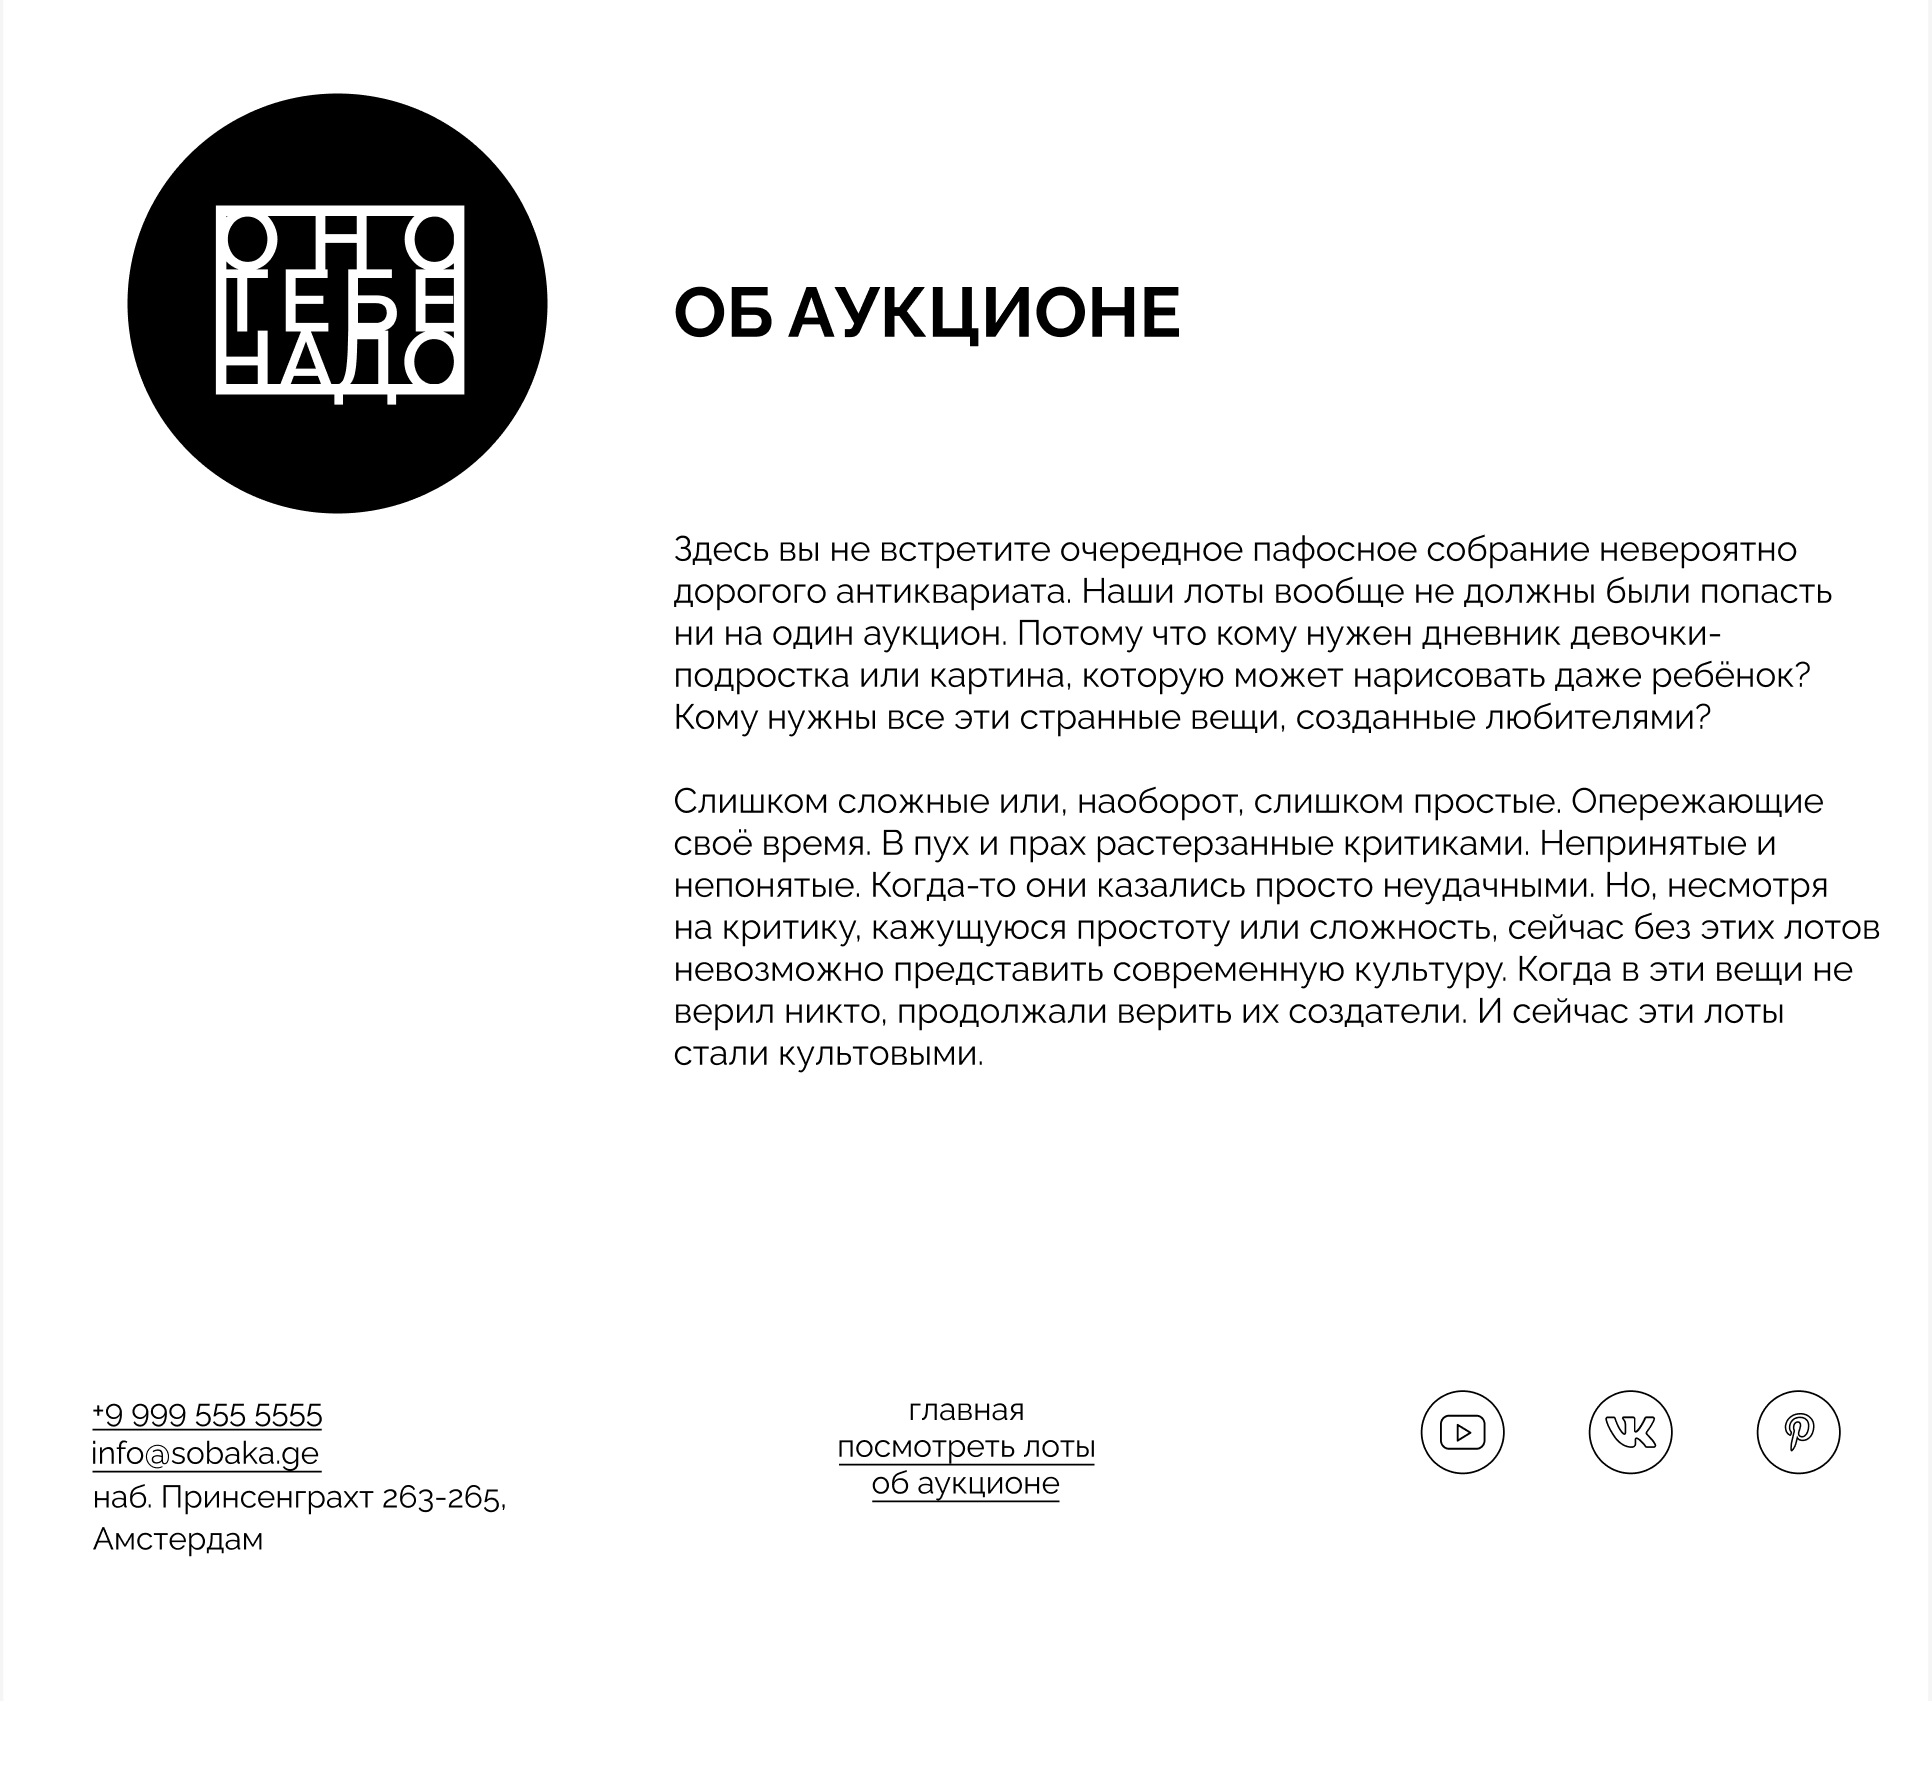 ОНО
ТЕБЕ
НАДО
ОБ АУКЦИОНЕ
Здесь вы не встретите очередное пафосное собрание невероятно
дорогого антиквариата. Наши лоты вообще не должны были попасть
ни на один аукцион. Потому что кому нужен дневник девочки-
подростка или картина, которую может нарисовать даже ребёнок?
Кому нужны все эти странные вещи, созданные любителями?
Слишком сложные или, наоборот, слишком простые. Опережающие
своё время. В пух и прах растерзанные критиками. Непринятые и
непонятые. Когда-то они казались просто неудачными. Но, несмотря
на критику, кажущуюся простоту или сложность, сейчас без этих лотов
невозможно представить современную культуру. Когда в эти вещи не
верил никто, продолжали верить их создатели. И сейчас эти лоты
стали культовыми.
+9 999 555 5555
info@sobaka.ge
наб. Принсенграхт 263-265,
Амстердам
главная
посмотреть лоты
об аукционе